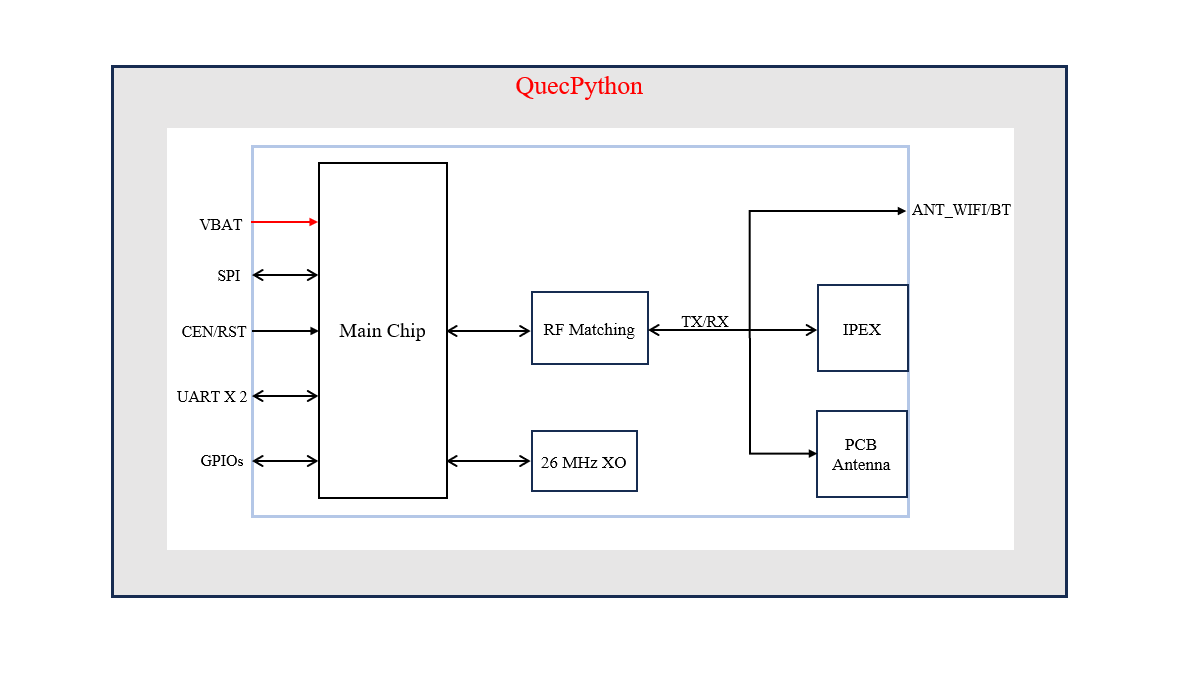 QuecPython
VBAT
SPI
CEN/RST
UART X 2
GPIOs
Main Chip
RF Matching
26 MHz XO
TX/RX
ANT_WIFI/BT
IPEX
PCB
Antenna